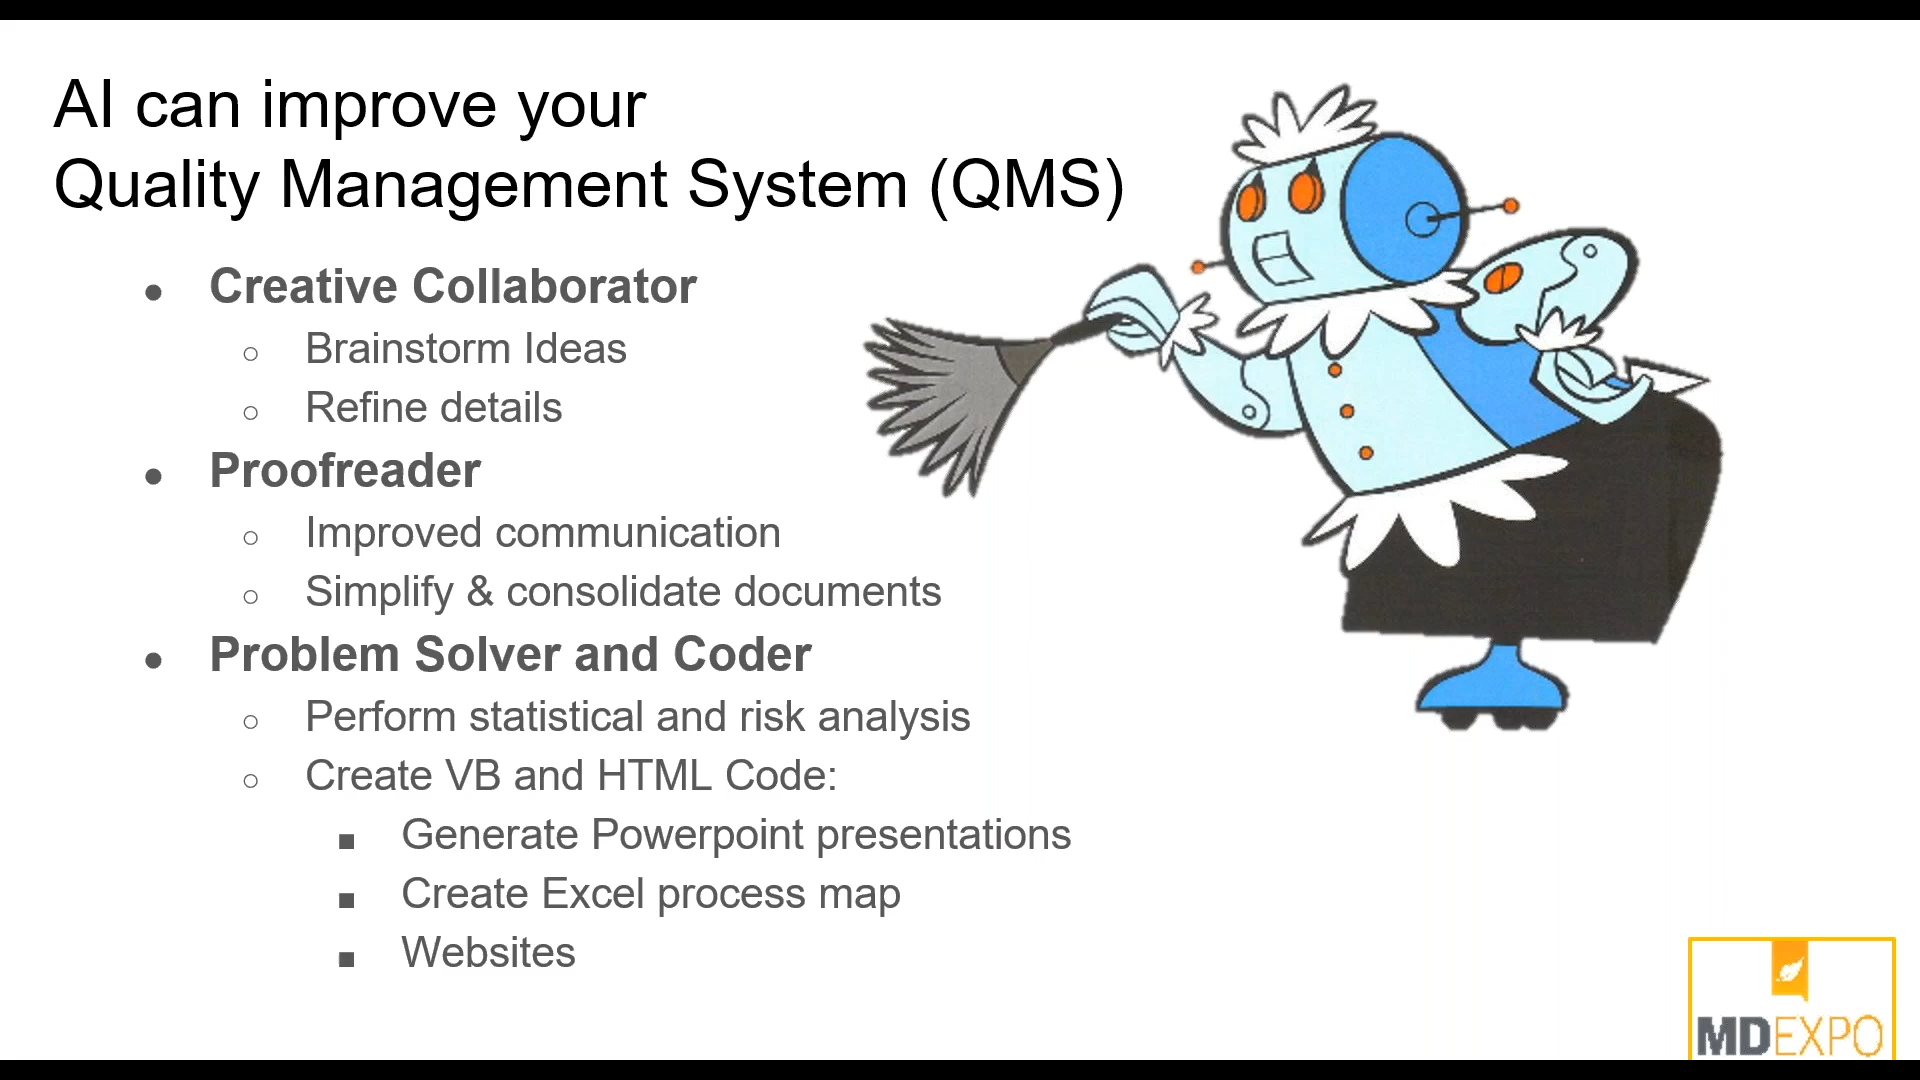 AI can improve your
Quality Management System (QMS)
● Creative Collaborator
○ Brainstorm Ideas
○ Refine details
● Proofreader
○ Improved communication
○ Simplify & consolidate documents
● Problem Solver and Coder
○ Perform statistical and risk analysis
○ Create VB and HTML Code:
■ Generate Powerpoint presentations
■ Create Excel process map
■ Websites
MDEXPO